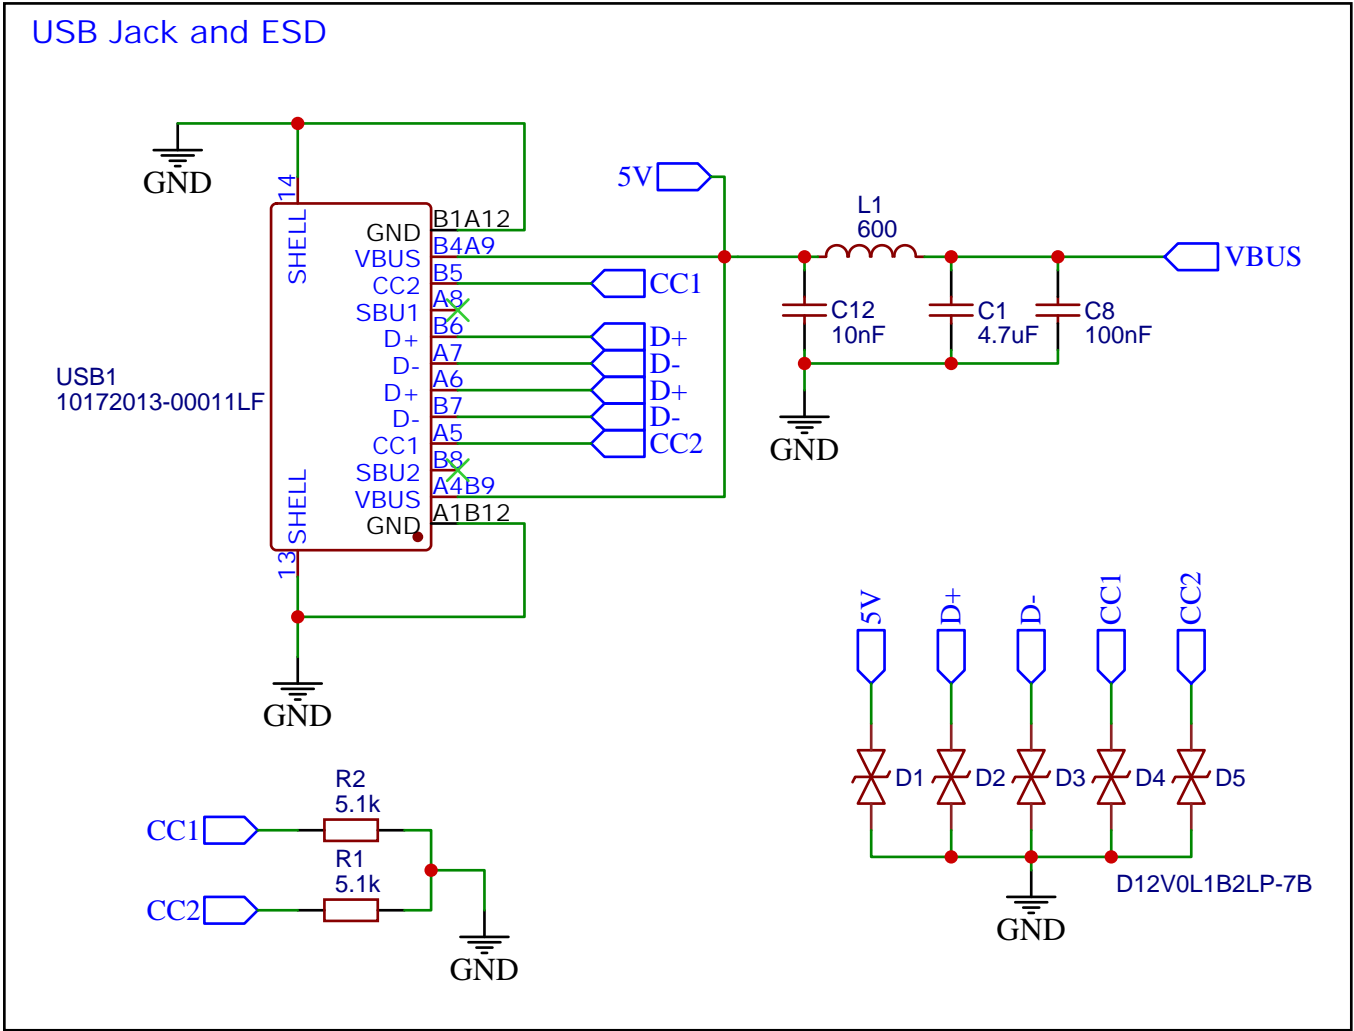 USB Jack and ESD
GND
14
SHELL
GND
B1A12
VBUS
B4A9
CC2
B5
CC1
SBU1
A8
D+
B6
D+
D-
A7
D-
D+
A6
D+
D-
B7
D-
CC1
A5
CC2
SBU2
B8
VBUS
A4B9
GND
A1B12
SHELL
13
USB1
10172013-00011LF
GND
5V
L1
600
VBUS
C12
10nF
C1
4.7uF
C8
100nF
GND
R2
5.1k
CC1
R1
5.1k
CC2
GND
5V
D+
D-
CC1
CC2
D1
D2
D3
D4
D5
D12V0L1B2LP-7B
GND